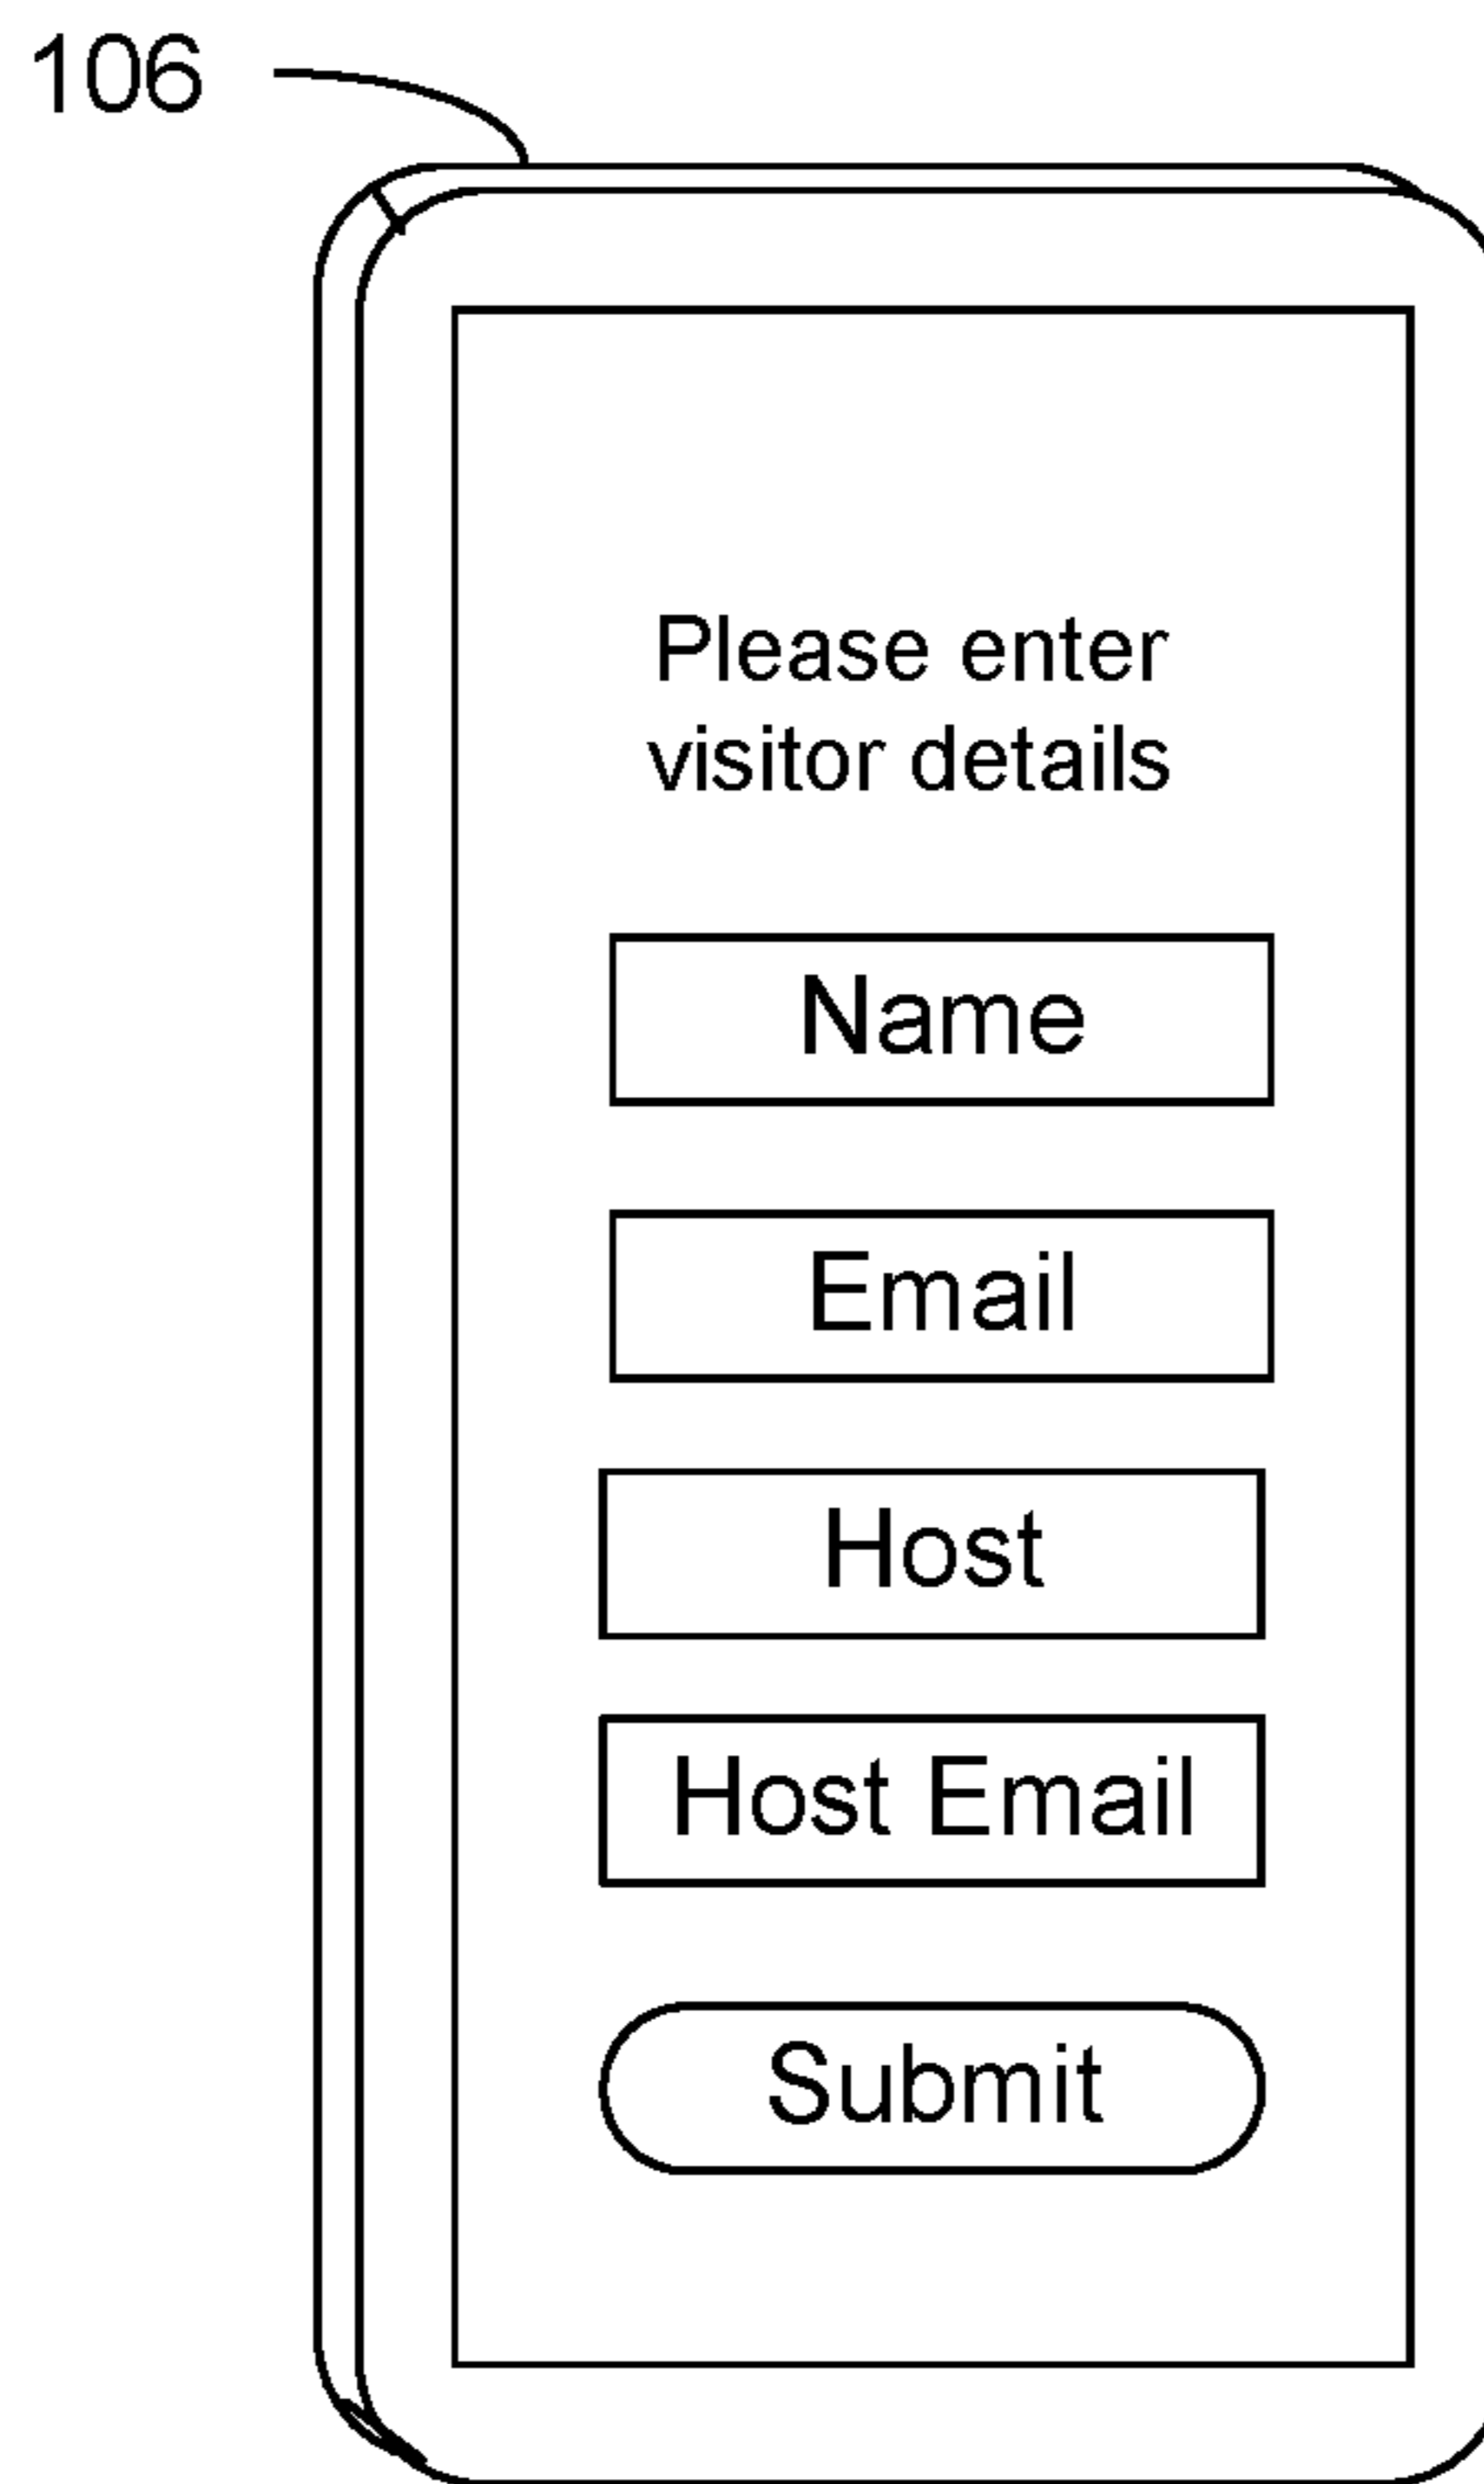 106
Please enter
visitor details
Name
Email
Host
Host Email
Submit